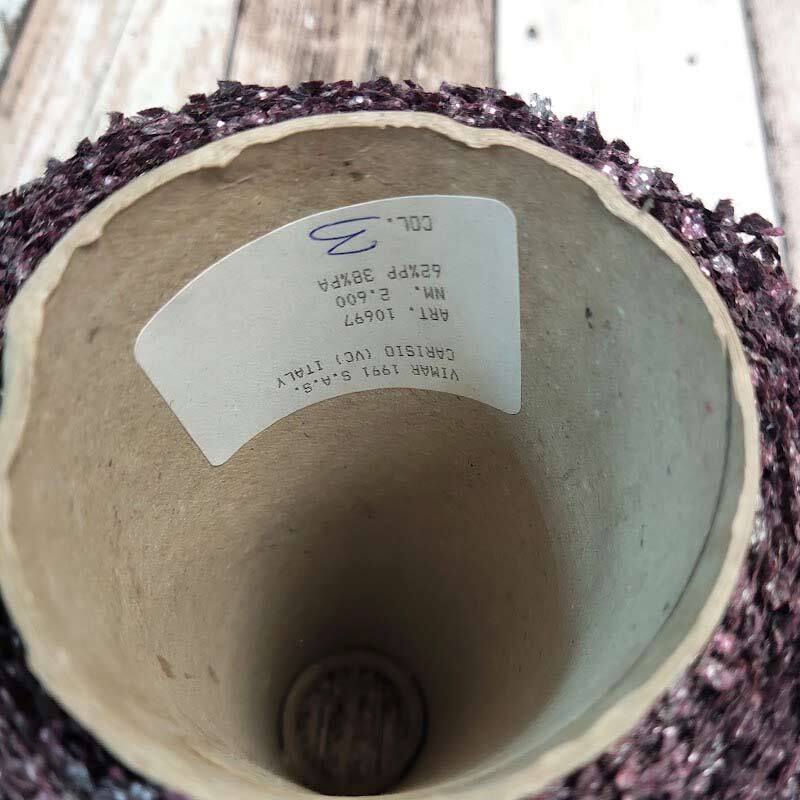 VIMAR 1991 S.A.S.
CARISIO (VC) ITALY
ART. 10697
NM. 2.600
62%PP 38%PA
COL. 3